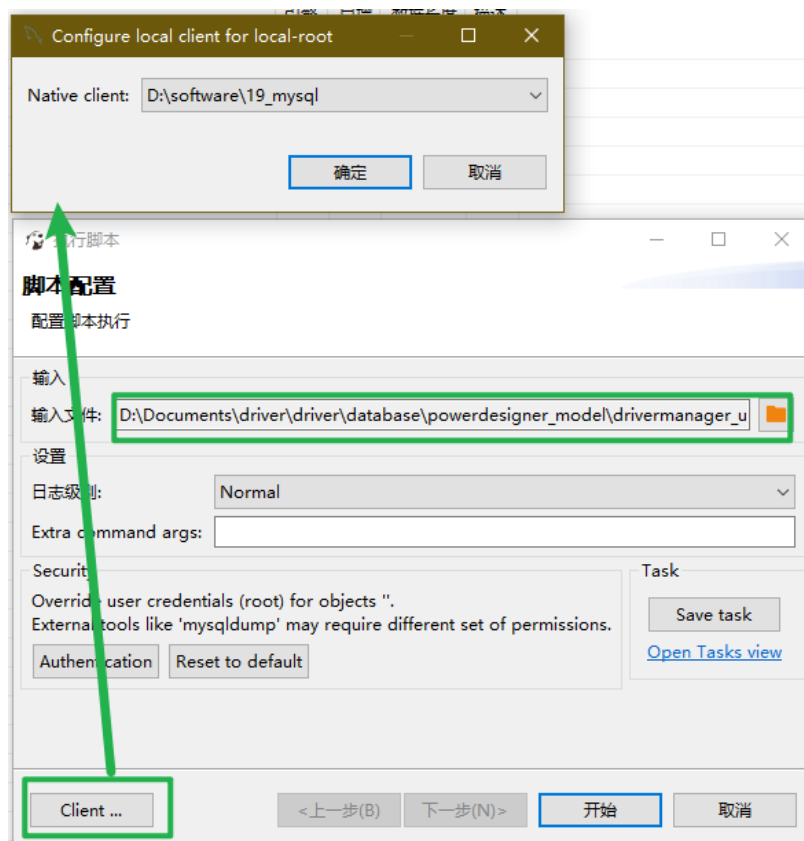 Configure local client for local-root
Native client: D:\software\19_mysql
确定 取消
执行脚本
脚本配置
配置脚本执行
输入
输入文件: D:\Documents\driver\driver\database\powerdesigner_model\drivermanager_u
设置
日志级别: Normal
Extra command args:
Security
Override user credentials (root) for objects ''.
External tools like 'mysqldump' may require different set of permissions.
Authentication Reset to default
Task
Save task
Open Tasks view
Client ... <上一步(B) 下一步(N)> 开始 取消